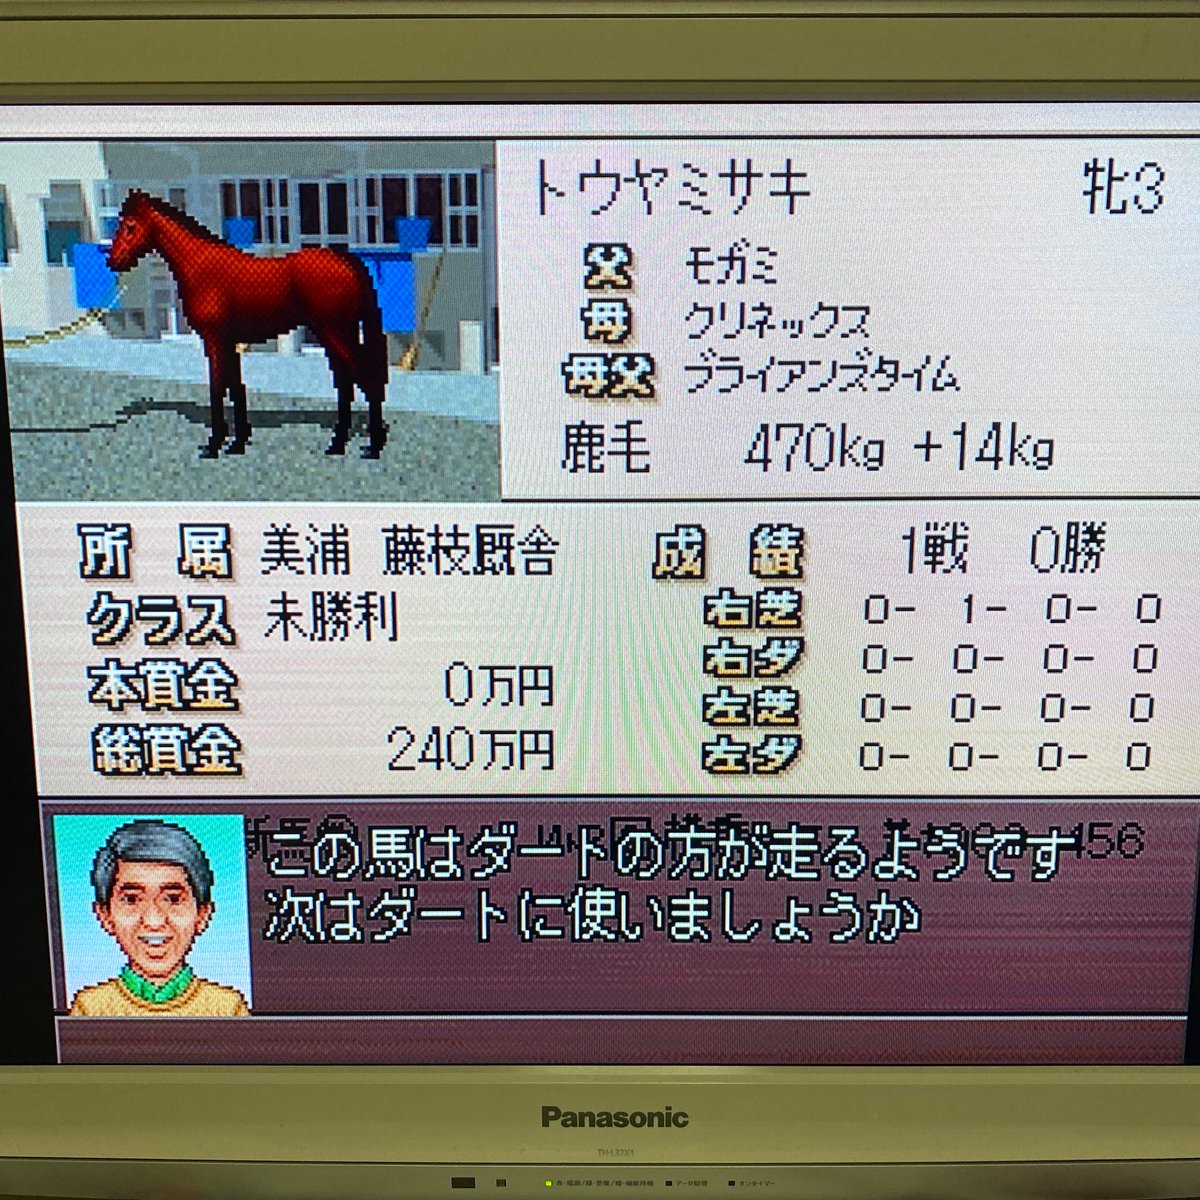 トウヤミサキ 牝3
父 モガミ
母 クリネックス
母父 ブライアンズタイム
鹿毛 470kg +14kg
所属 美浦 藤枝厩舎
クラス 未勝利
本賞金 0万円
総賞金 240万円
成績 1戦 0勝
右芝 0- 1- 0- 0
右ダ 0- 0- 0- 0
左芝 0- 0- 0- 0
左ダ 0- 0- 0- 0
この馬はダートの方が走るようです
次はダートに使いましょうか
456
Panasonic
TH-L32X1